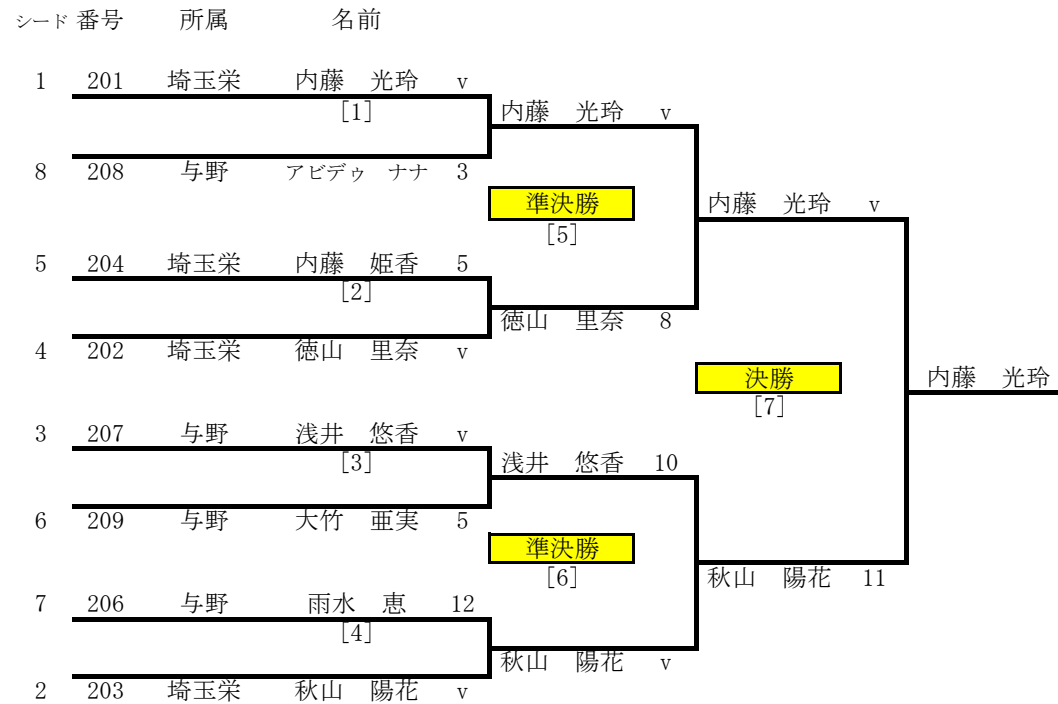 シード 番号 所属 名前
1 201 埼玉栄 内藤 光玲 v
[1]
内藤 光玲 v
8 208 与野 アビデゥ ナナ 3
準決勝
[5]
内藤 光玲 v
5 204 埼玉栄 内藤 姫香 5
[2]
徳山 里奈 8
4 202 埼玉栄 徳山 里奈 v
決勝
[7]
内藤 光玲
3 207 与野 浅井 悠香 v
[3]
浅井 悠香 10
6 209 与野 大竹 亜実 5
準決勝
[6]
秋山 陽花 11
7 206 与野 雨水 恵 12
[4]
秋山 陽花 v
2 203 埼玉栄 秋山 陽花 v